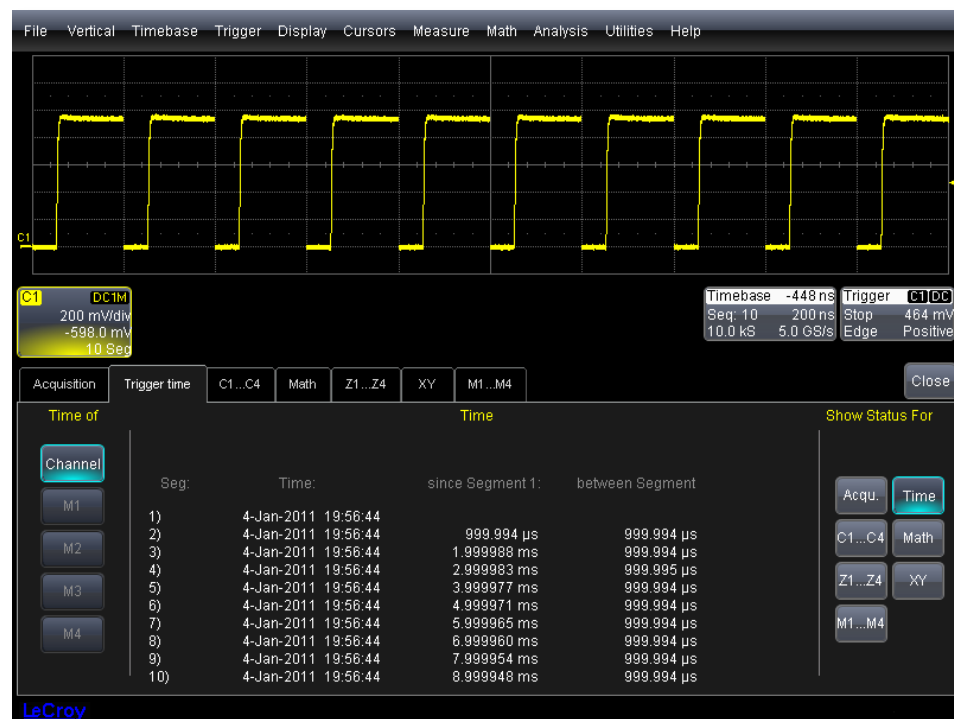 File Vertical Timebase Trigger Display Cursors Measure Math Analysis Utilities Help
C1
C1 DC1M
200 mV/div
-598.0 mV
10 Seg
Timebase -448 ns
Seq: 10 200 ns
10.0 kS 5.0 GS/s
Trigger C1 DC
Stop 464 mV
Edge Positive
Acquisition Trigger time C1...C4 Math Z1...Z4 XY M1...M4 Close
Time of Time Show Status For
Channel
M1
M2
M3
M4
Seg: Time: since Segment 1: between Segment
1) 4-Jan-2011 19:56:44
2) 4-Jan-2011 19:56:44 999.994 µs 999.994 µs
3) 4-Jan-2011 19:56:44 1.999988 ms 999.994 µs
4) 4-Jan-2011 19:56:44 2.999983 ms 999.995 µs
5) 4-Jan-2011 19:56:44 3.999977 ms 999.994 µs
6) 4-Jan-2011 19:56:44 4.999971 ms 999.994 µs
7) 4-Jan-2011 19:56:44 5.999965 ms 999.994 µs
8) 4-Jan-2011 19:56:44 6.999960 ms 999.994 µs
9) 4-Jan-2011 19:56:44 7.999954 ms 999.994 µs
10) 4-Jan-2011 19:56:44 8.999948 ms 999.994 µs
Acqu. Time
C1...C4 Math
Z1...Z4 XY
M1...M4
LeCroy